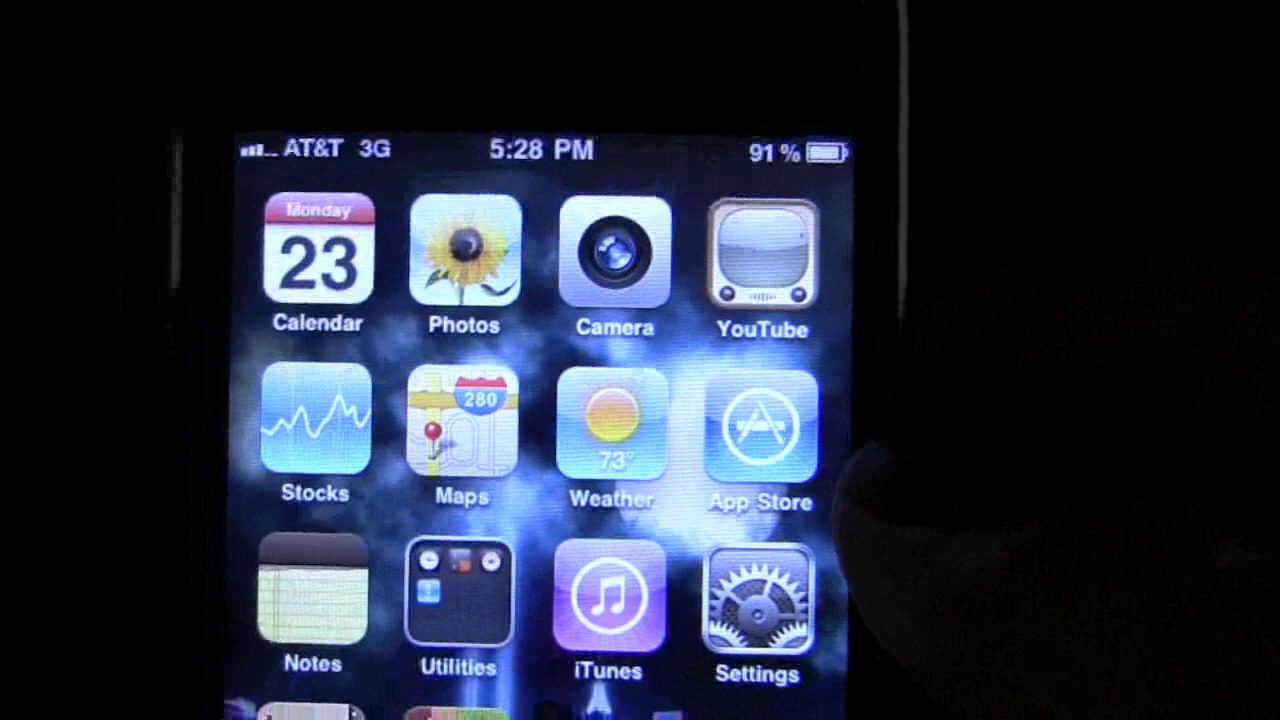 AT&T 3G 5:28 PM 91 %
Monday
23
Calendar Photos Camera YouTube
280
73°
Stocks Maps Weather App Store
Notes Utilities iTunes Settings